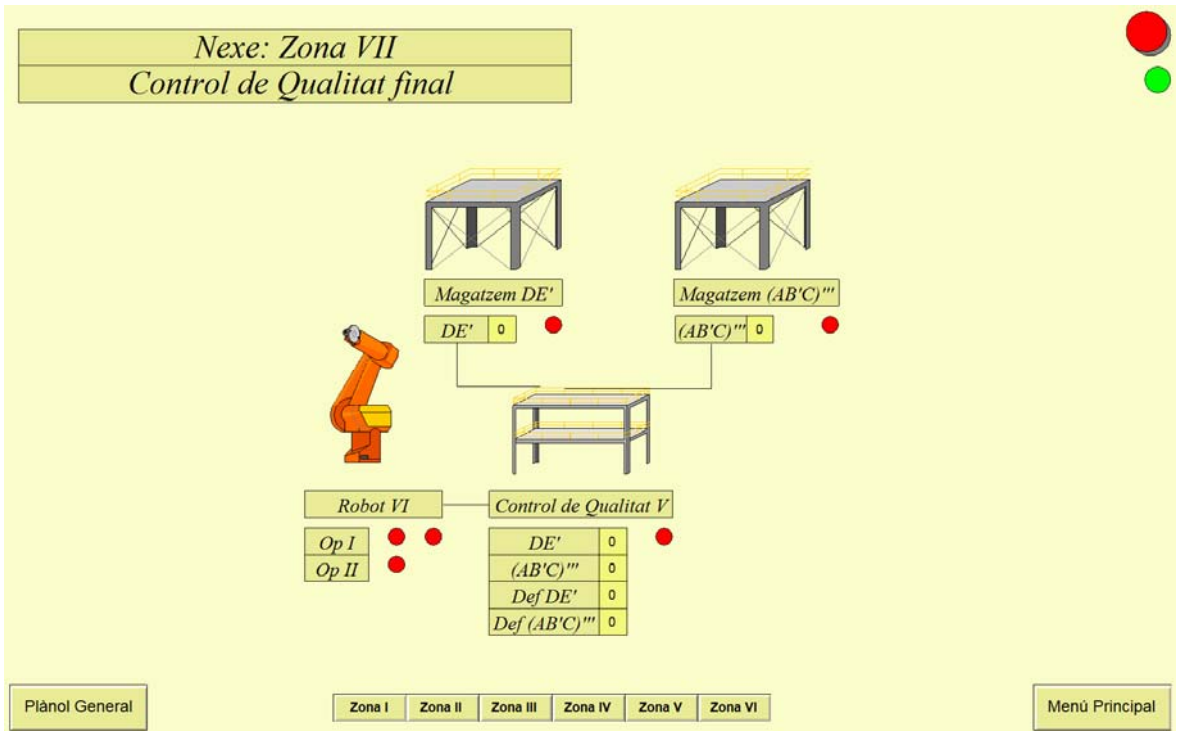 Nexe: Zona VII
Control de Qualitat final
Magatzem DE'
Magatzem (AB'C)'''
DE' 0
(AB'C)''' 0
Robot VI
Control de Qualitat V
Op I
Op II
DE' 0
(AB'C)''' 0
Def DE' 0
Def (AB'C)''' 0
Plànol General
Zona I Zona II Zona III Zona IV Zona V Zona VI
Menú Principal